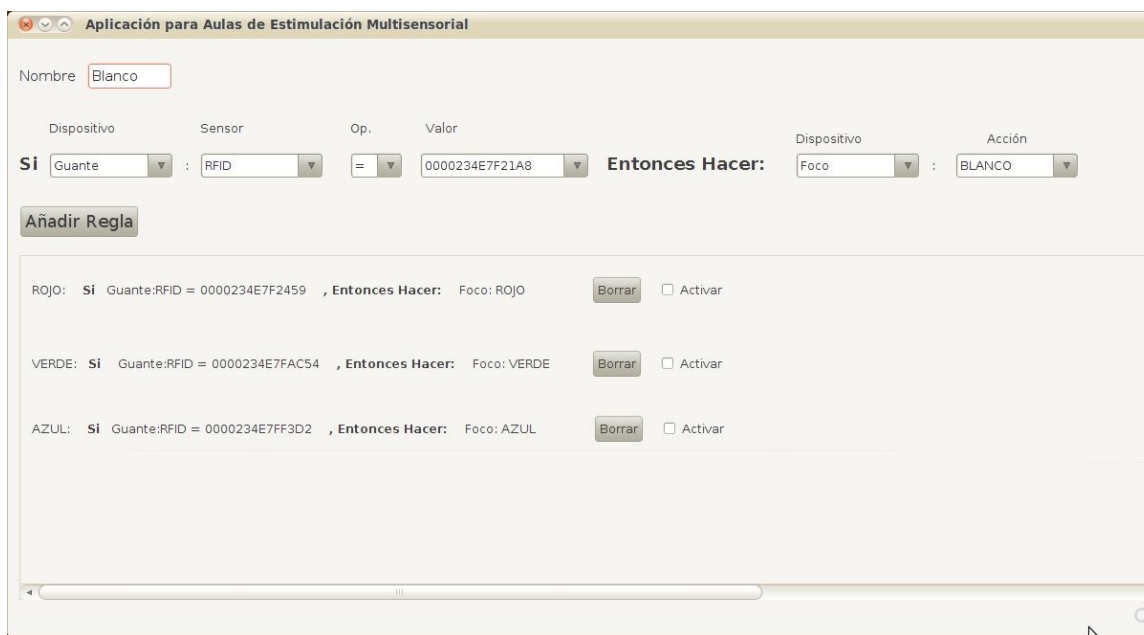 Aplicación para Aulas de Estimulación Multisensorial
Nombre Blanco
Dispositivo Sensor Op. Valor Dispositivo Acción
Si Guante : RFID = 0000234E7F21A8 Entonces Hacer: Foco : BLANCO
Añadir Regla
ROJO: Si Guante:RFID = 0000234E7F2459 , Entonces Hacer: Foco: ROJO Borrar Activar
VERDE: Si Guante:RFID = 0000234E7FAC54 , Entonces Hacer: Foco: VERDE Borrar Activar
AZUL: Si Guante:RFID = 0000234E7FF3D2 , Entonces Hacer: Foco: AZUL Borrar Activar